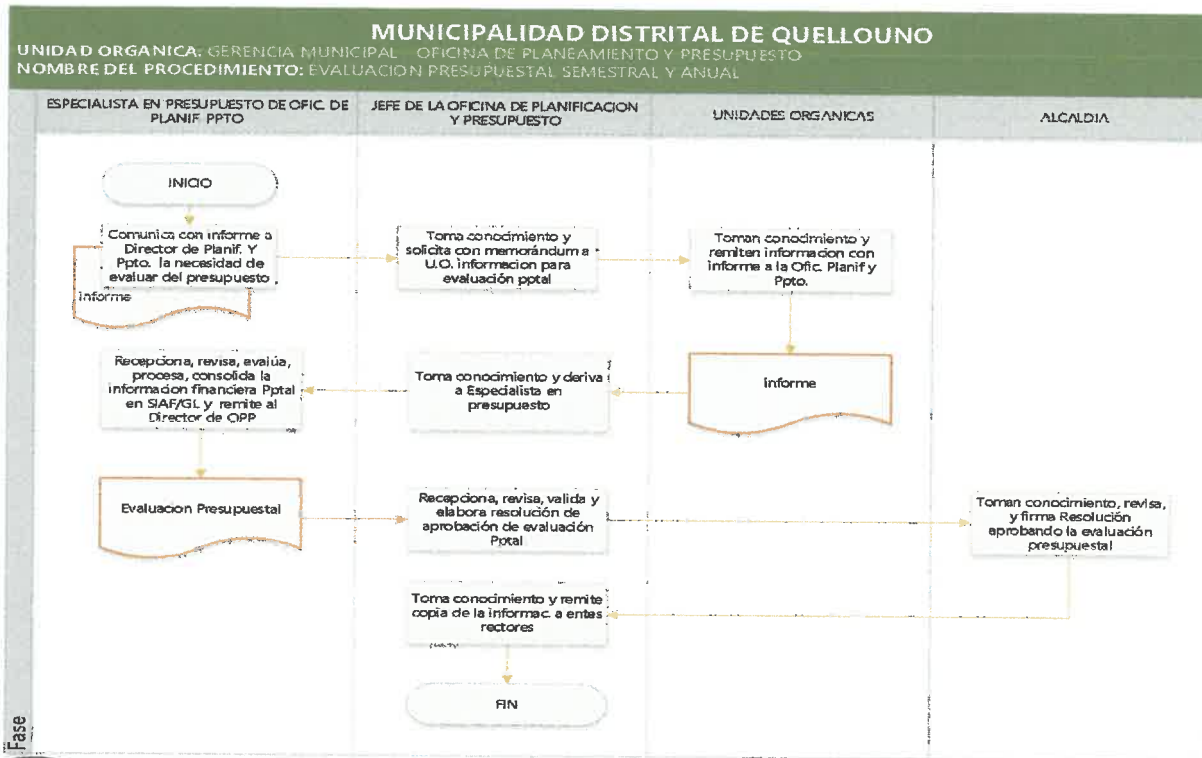 MUNICIPALIDAD DISTRITAL DE QUELLOUNO
UNIDAD ORGANICA: GERENCIA MUNICIPAL OFICINA DE PLANEAMIENTO Y PRESUPUESTO
NOMBRE DEL PROCEDIMIENTO: EVALUACION PRESUPUESTAL SEMESTRAL Y ANUAL
ESPECIALISTA EN PRESUPUESTO DE OFIC. DE
PLANIF. PPTO
JEFE DE LA OFICINA DE PLANIFICACION
Y PRESUPUESTO
UNIDADES ORGANICAS
ALCALDIA
INICIO
Comunica con informe a
Director de Planif. Y
Ppto. la necesidad de
evaluar del presupuesto .
Informe
Toma conocimiento y
solicita con memorándum a
U.O. informacion para
evaluación pptal
Toman conocimiento y
remiten informacion con
informe a la Ofic. Planif y
Ppto.
Recepciona, revisa, evalúa,
procesa, consolida la
informacion financiera Pptal
en SIAF/GL y remite al
Director de OPP
Toma conocimiento y deriva
a Especialista en
presupuesto
Informe
Evaluacion Presupuestal
Recepciona, revisa, valida y
elabora resolución de
aprobación de evaluación
Pptal
Toman conocimiento, revisa,
y firma Resolución
aprobando la evaluación
presupuestal
Toma conocimiento y remite
copia de la informac. a entes
rectores
FIN
Fase